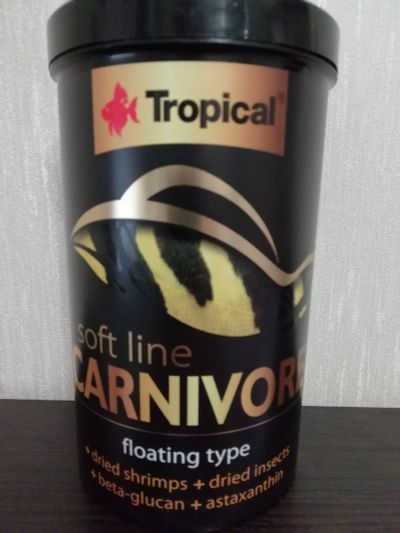 Tropical®
soft line
CARNIVORE
floating type
+ dried shrimps + dried insects
+ beta-glucan + astaxanthin